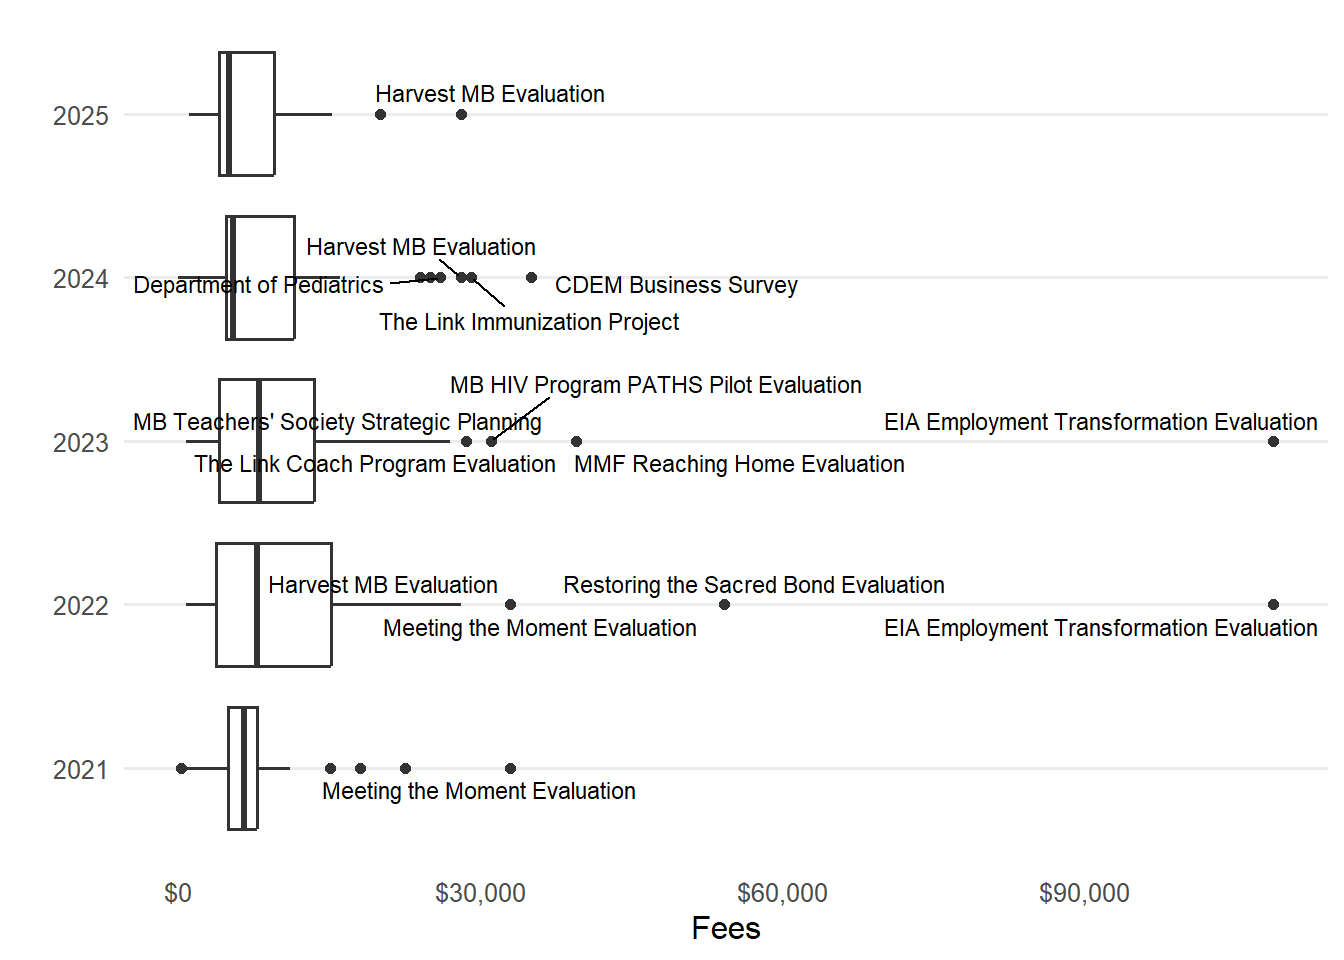 2025
Harvest MB Evaluation
2024
Harvest MB Evaluation
Department of Pediatrics
CDEM Business Survey
The Link Immunization Project
2023
MB HIV Program PATHS Pilot Evaluation
MB Teachers' Society Strategic Planning
EIA Employment Transformation Evaluation
The Link Coach Program Evaluation
MMF Reaching Home Evaluation
2022
Harvest MB Evaluation
Restoring the Sacred Bond Evaluation
Meeting the Moment Evaluation
EIA Employment Transformation Evaluation
2021
Meeting the Moment Evaluation
$0
$30,000
$60,000
$90,000
Fees